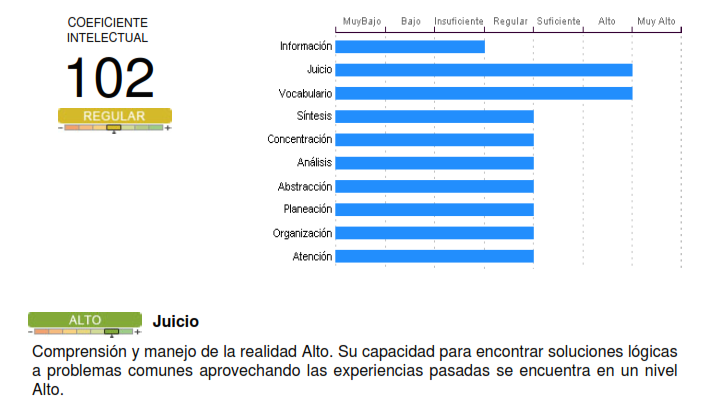 COEFICIENTE
INTELECTUAL
102
REGULAR
- +
MuyBajo Bajo Insuficiente Regular Suficiente Alto Muy Alto
Información
Juicio
Vocabulario
Síntesis
Concentración
Análisis
Abstracción
Planeación
Organización
Atención
ALTO Juicio
- +
Comprensión y manejo de la realidad Alto. Su capacidad para encontrar soluciones lógicas
a problemas comunes aprovechando las experiencias pasadas se encuentra en un nivel
Alto.